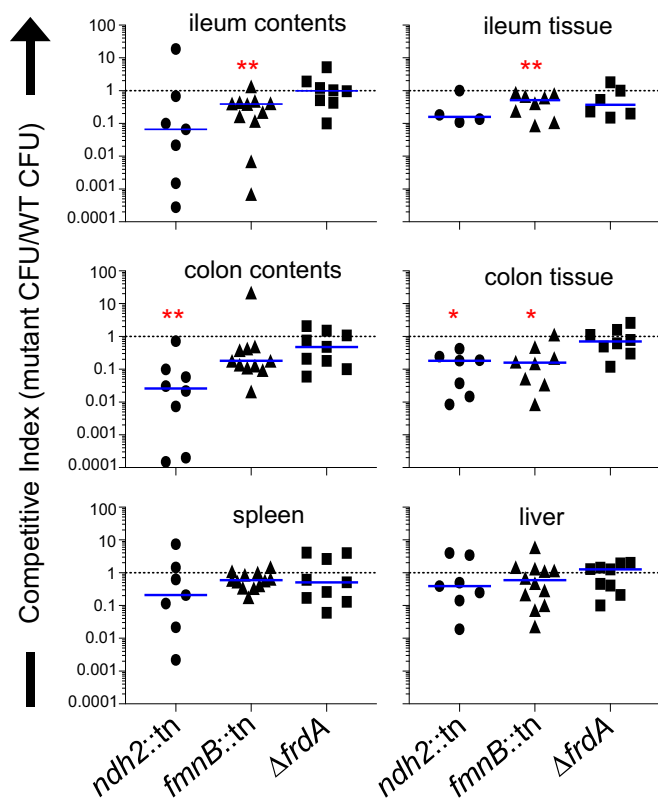 Competitive Index (mutant CFU/WT CFU)
ileum contents
100
10
1
0.1
0.01
0.001
0.0001
**
ileum tissue
**
colon contents
100
10
1
0.1
0.01
0.001
0.0001
**
colon tissue
* *
spleen
100
10
1
0.1
0.01
0.001
0.0001
liver
ndh2::tn
fmnB::tn
ΔfrdA
ndh2::tn
fmnB::tn
ΔfrdA